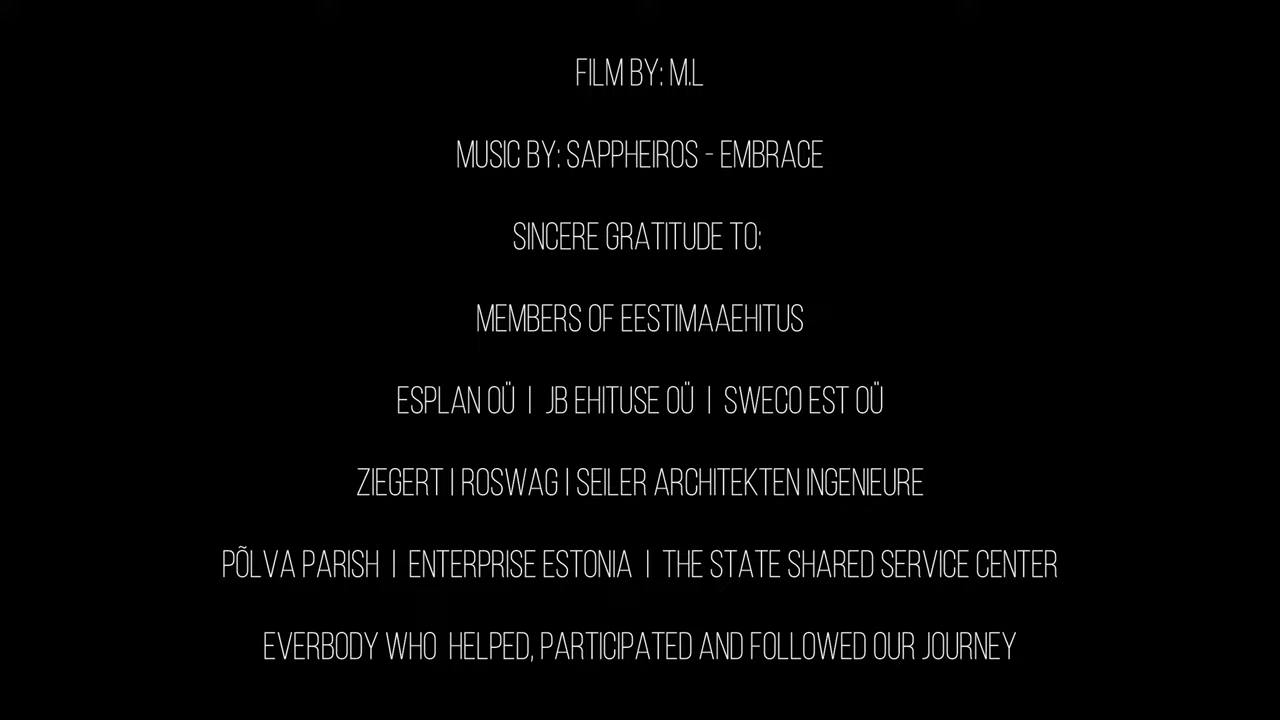 FILM BY: M.L
MUSIC BY: SAPPHEIROS - EMBRACE
SINCERE GRATITUDE TO:
MEMBERS OF EESTIMAAEHITUS
ESPLAN OÜ | JB EHITUSE OÜ | SWECO EST OÜ
ZIEGERT | ROSWAG | SEILER ARCHITEKTEN INGENIEURE
PÕLVA PARISH | ENTERPRISE ESTONIA | THE STATE SHARED SERVICE CENTER
EVERBODY WHO HELPED, PARTICIPATED AND FOLLOWED OUR JOURNEY